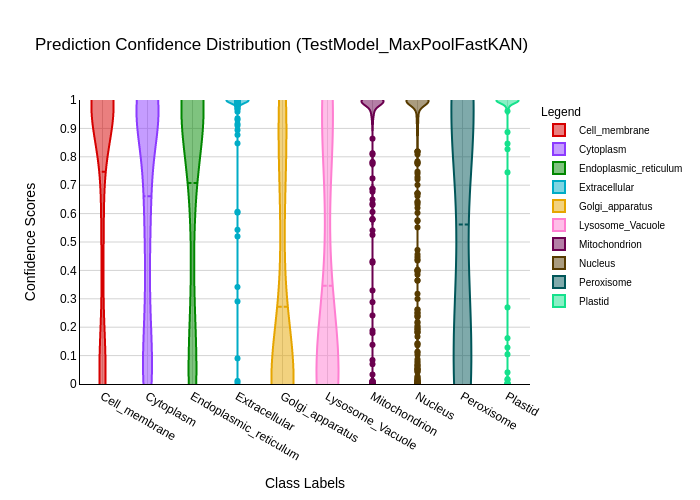 Prediction Confidence Distribution (TestModel_MaxPoolFastKAN)
Legend
Cell_membrane
Cytoplasm
Endoplasmic_reticulum
Extracellular
Golgi_apparatus
Lysosome_Vacuole
Mitochondrion
Nucleus
Peroxisome
Plastid
Confidence Scores
1
0.9
0.8
0.7
0.6
0.5
0.4
0.3
0.2
0.1
0
Cell_membrane
Cytoplasm
Endoplasmic_reticulum
Extracellular
Golgi_apparatus
Lysosome_Vacuole
Mitochondrion
Nucleus
Peroxisome
Plastid
Class Labels